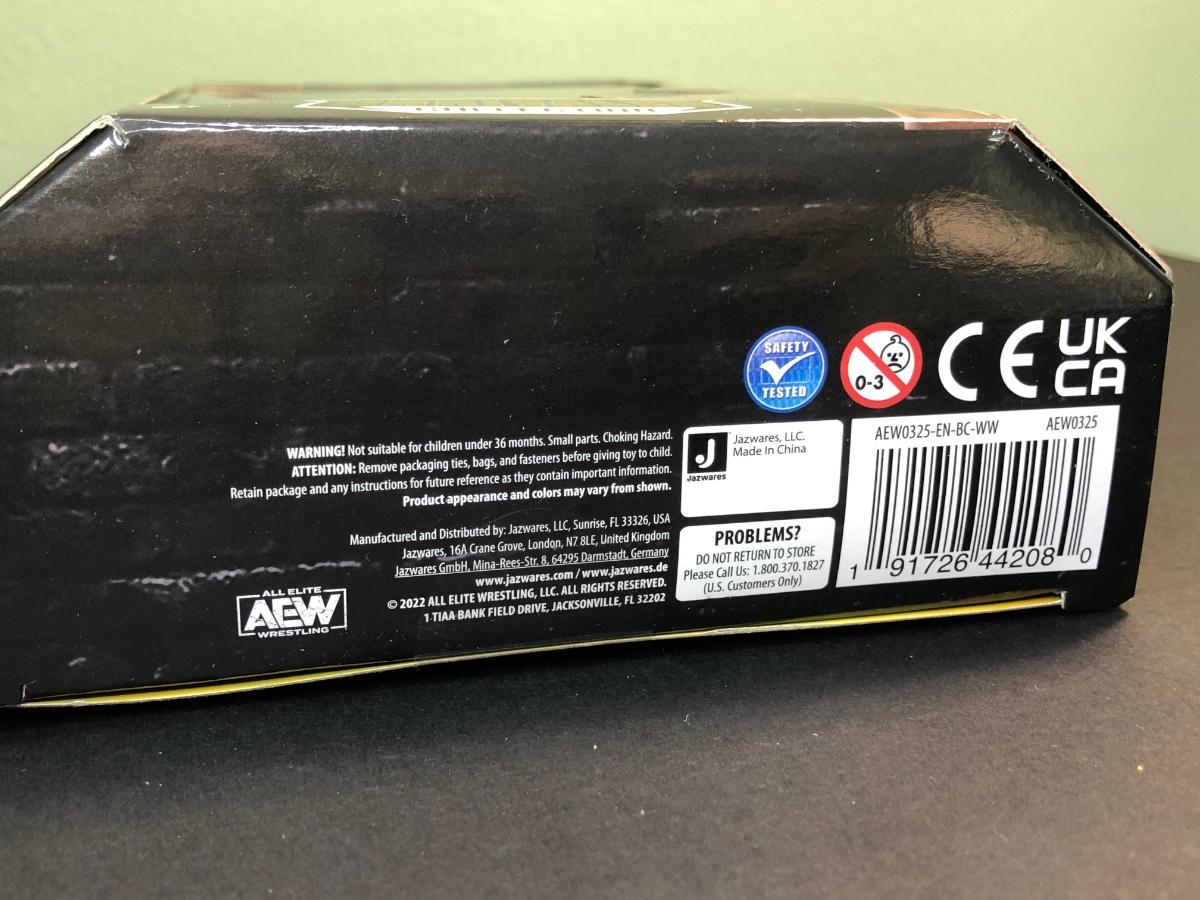 COLLECTION
SAFETY
TESTED
0-3
CE
UK
CA
WARNING! Not suitable for children under 36 months. Small parts. Choking Hazard.
ATTENTION: Remove packaging ties, bags, and fasteners before giving toy to child.
Retain package and any instructions for future reference as they contain important information.
Product appearance and colors may vary from shown.
Manufactured and Distributed by: Jazwares, LLC, Sunrise, FL 33326, USA
Jazwares, 16A Crane Grove, London, N7 8LE, United Kingdom
Jazwares GmbH, Mina-Rees-Str. 8, 64295 Darmstadt, Germany
www.jazwares.com / www.jazwares.de
© 2022 ALL ELITE WRESTLING, LLC. ALL RIGHTS RESERVED.
1 TIAA BANK FIELD DRIVE, JACKSONVILLE, FL 32202
ALL ELITE
AEW
WRESTLING
J
Jazwares
Jazwares, LLC.
Made In China
PROBLEMS?
DO NOT RETURN TO STORE
Please Call Us: 1.800.370.1827
(U.S. Customers Only)
AEW0325-EN-BC-WW AEW0325
1 91726 44208 0